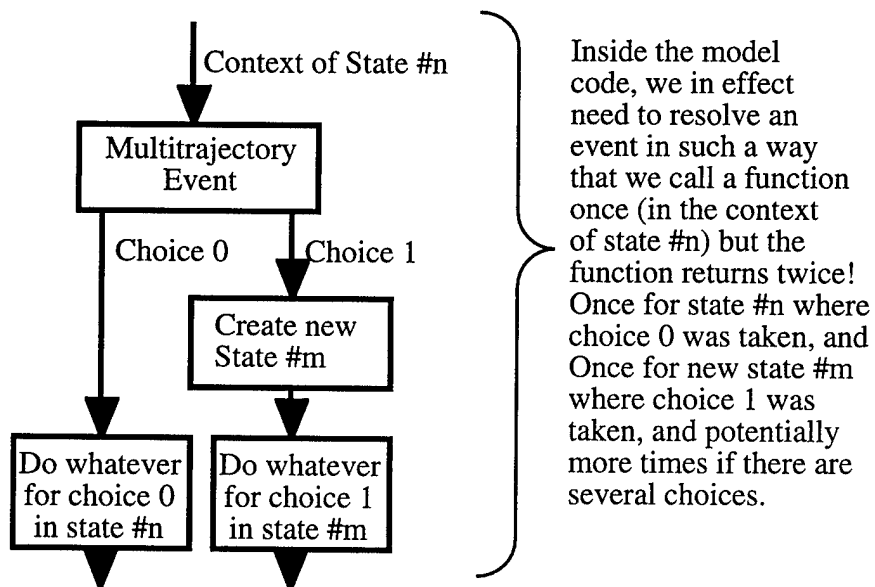 Context of State #n
Multitrajectory
Event
Choice 0
Choice 1
Create new
State #m
Do whatever
for choice 0
in state #n
Do whatever
for choice 1
in state #m
Inside the model
code, we in effect
need to resolve an
event in such a way
that we call a function
once (in the context
of state #n) but the
function returns twice!
Once for state #n where
choice 0 was taken, and
Once for new state #m
where choice 1 was
taken, and potentially
more times if there are
several choices.